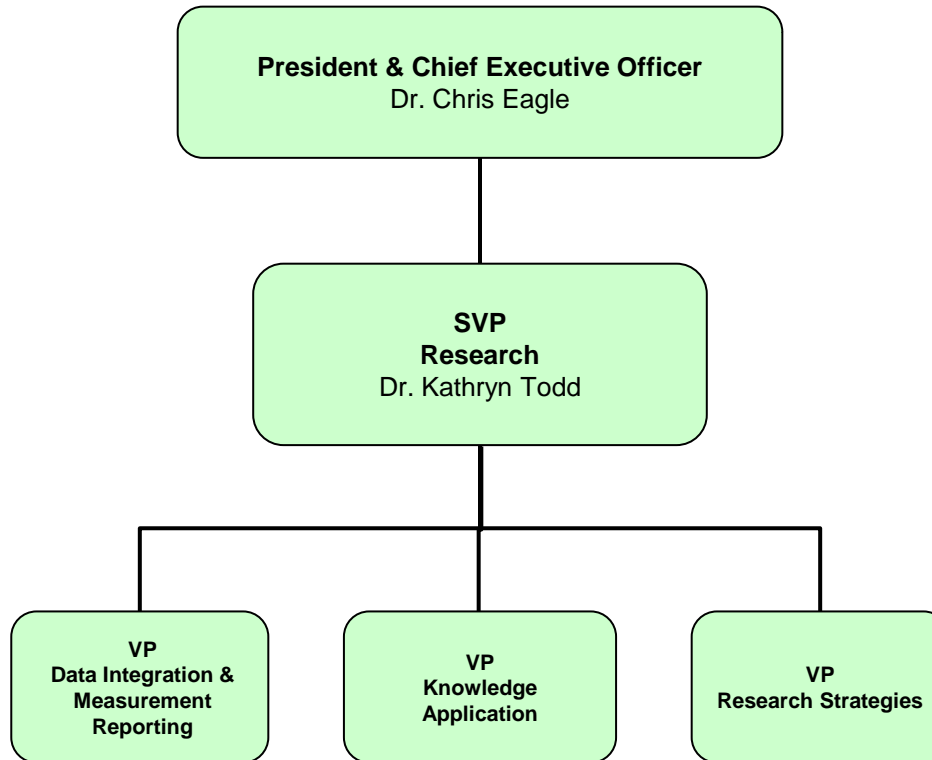 President & Chief Executive Officer
Dr. Chris Eagle
SVP
Research
Dr. Kathryn Todd
VP
Data Integration &
Measurement
Reporting
VP
Knowledge
Application
VP
Research Strategies